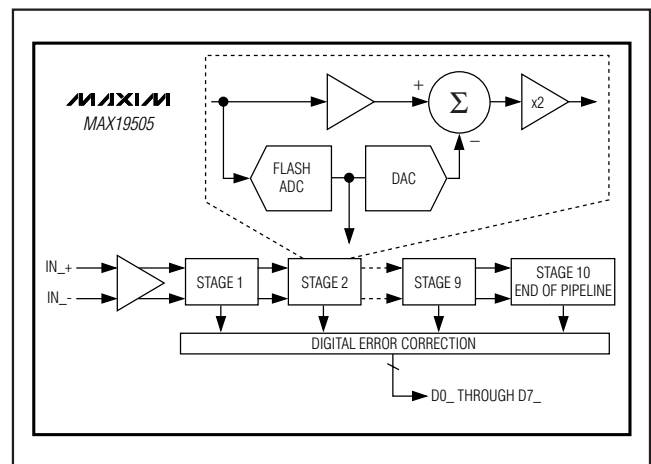 MAXIM
MAX19505
+
Σ
x2
−
FLASH
ADC
DAC
IN_+
IN_-
STAGE 1
STAGE 2
STAGE 9
STAGE 10
END OF PIPELINE
DIGITAL ERROR CORRECTION
D0_ THROUGH D7_